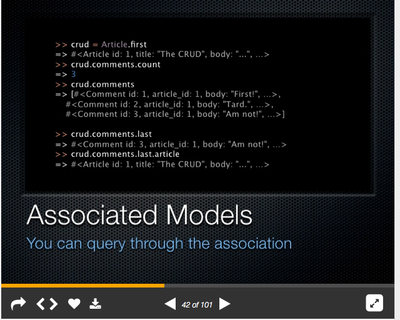 >> crud = Article.first
=> #<Article id: 1, title: "The CRUD", body: "...", …>
>> crud.comments.count
=> 3
>> crud.comments
=> [#<Comment id: 1, article_id: 1, body: "First!", …>,
#<Comment id: 2, article_id: 1, body: "Tard.", …>,
#<Comment id: 3, article_id: 1, body: "Am not!", …>]
>> crud.comments.last
=> #<Comment id: 3, article_id: 1, body: "Am not!", …>
>> crud.comments.last.article
=> #<Article id: 1, title: "The CRUD", body: "...", …>
Associated Models
You can query through the association
42 of 101